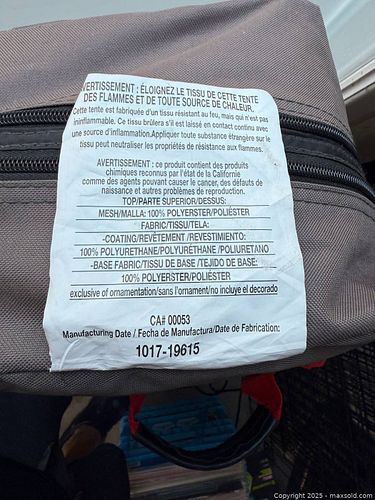 AVERTISSEMENT : ÉLOIGNEZ LE TISSU DE CETTE TENTE
DES FLAMMES ET DE TOUTE SOURCE DE CHALEUR.
Cette tente est fabriquée d'un tissu résistant au feu, mais qui n'est pas
ininflammable. Ce tissu brûlera s'il est laissé en contact continu avec
une source d'inflammation.Appliquer toute substance étrangère sur le
tissu peut neutraliser les propriétés de résistance aux flammes.
AVERTISSEMENT : ce produit contient des produits
chimiques reconnus par l'état de la Californie
comme des agents pouvant causer le cancer, des défauts de
naissance et autres problèmes de reproduction.
TOP/PARTE SUPERIOR/DESSUS:
MESH/MALLA: 100% POLYERSTER/POLIÉSTER
FABRIC/TISSU/TELA:
-COATING/REVÊTEMENT /REVESTIMIENTO:
100% POLYURETHANE/POLYURÉTHANE /POLIURETANO
-BASE FABRIC/TISSU DE BASE /TEJIDO DE BASE:
100% POLYERSTER/POLIÉSTER
exclusive of ornamentation/sans l'ornament/no incluye el decorado
CA# 00053
Manufacturing Date / Fecha de Manufactura/Date de Fabrication:
1017-19615
Copyright 2025 - maxsold.com